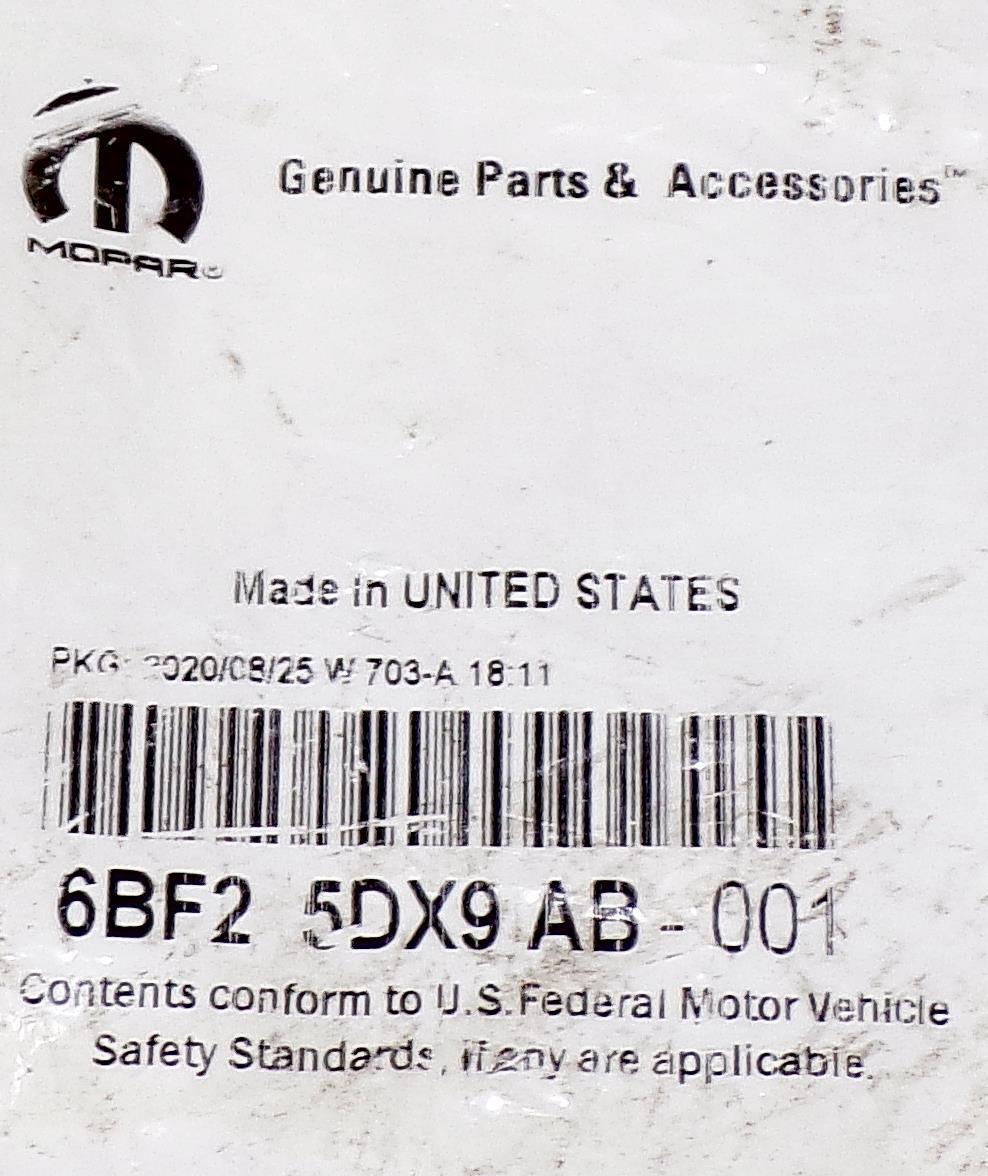 MOPAR®
Genuine Parts & Accessories™
Made In UNITED STATES
PKG: 2020/08/25 W 703-A 18:11
6BF2 5DX9 AB - 001
Contents conform to U.S. Federal Motor Vehicle
Safety Standards, if any are applicable.